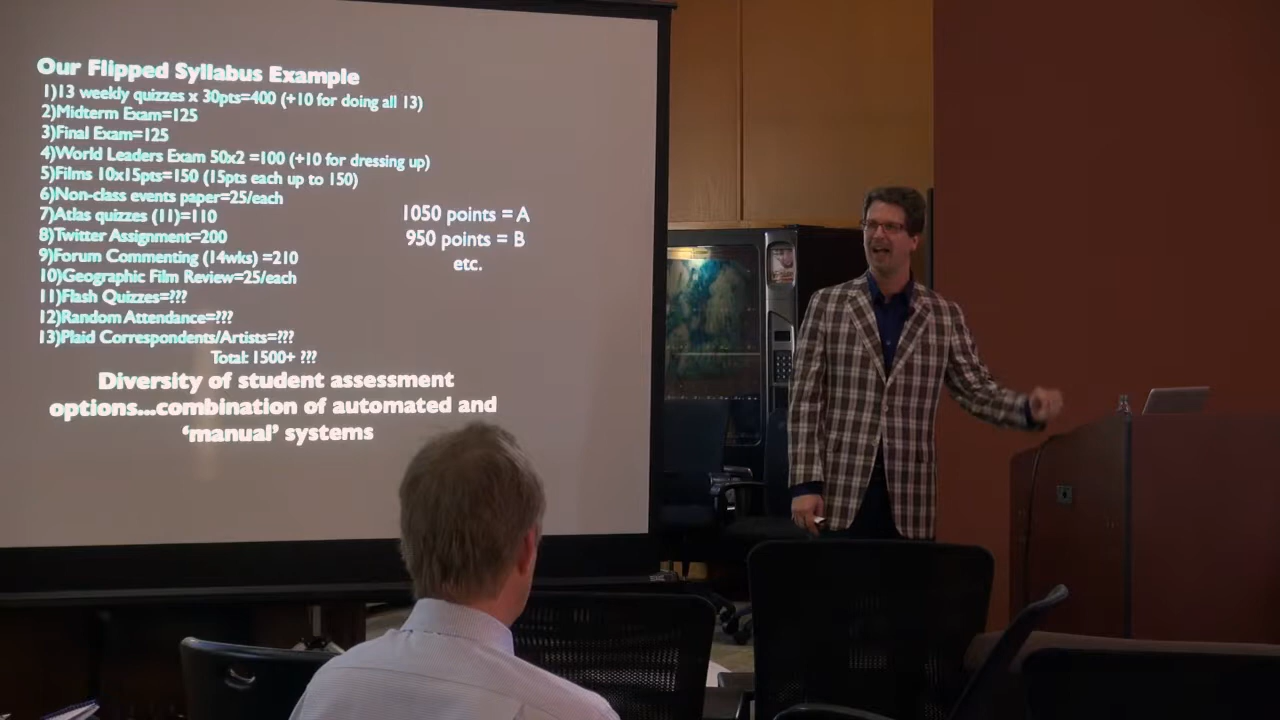 Our Flipped Syllabus Example
1)13 weekly quizzes x 30pts=400 (+10 for doing all 13)
2)Midterm Exam=125
3)Final Exam=125
4)World Leaders Exam 50x2 =100 (+10 for dressing up)
5)Films 10x15pts=150 (15pts each up to 150)
6)Non-class events paper=25/each
7)Atlas quizzes (11)=110
8)Twitter Assignment=200
9)Forum Commenting (14wks) =210
10)Geographic Film Review=25/each
11)Flash Quizzes=???
12)Random Attendance=???
13)Plaid Correspondents/Artists=???
Total: 1500+ ???
1050 points = A
950 points = B
etc.
Diversity of student assessment
options...combination of automated and
‘manual’ systems